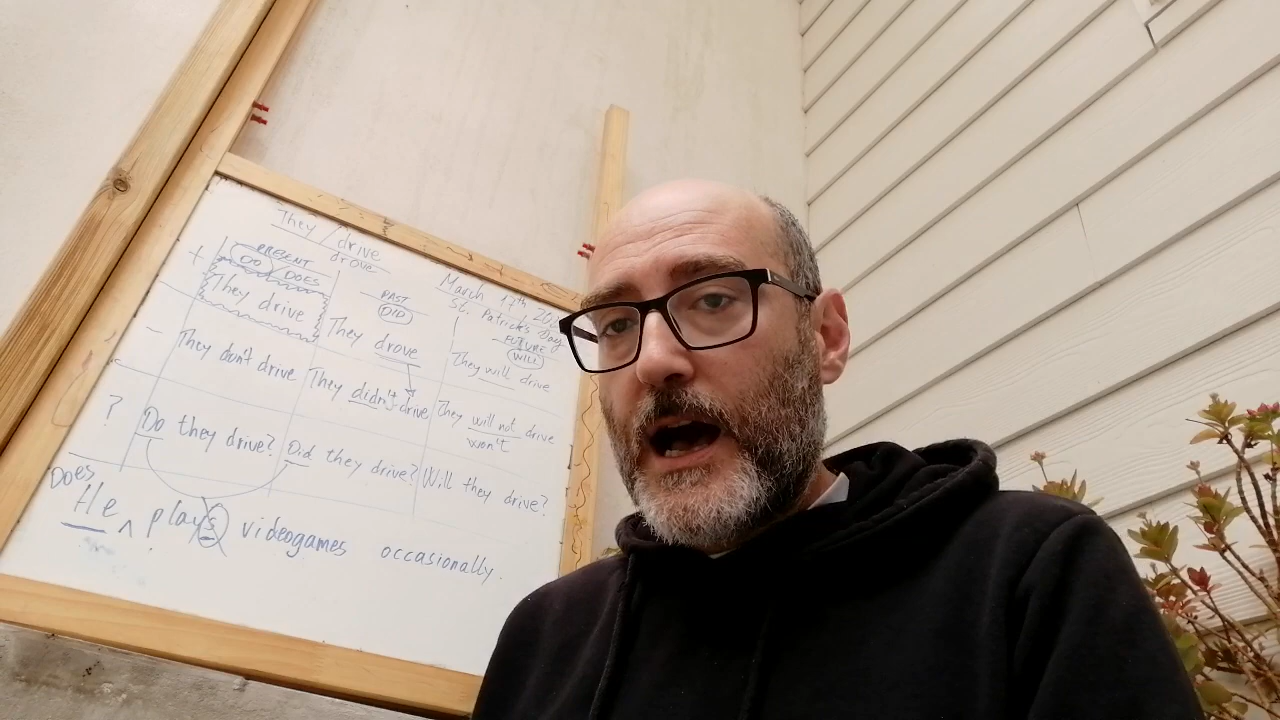 They / drive
drove
March 17th
St. Patrick's Day
+ PRESENT PAST FUTURE
DO DOES DID WILL
They drive They drove They will drive
- They don't drive They didn't drive They will not drive
won't
? Do they drive? Did they drive? Will they drive?
Does
He ^ plays videogames occasionally.